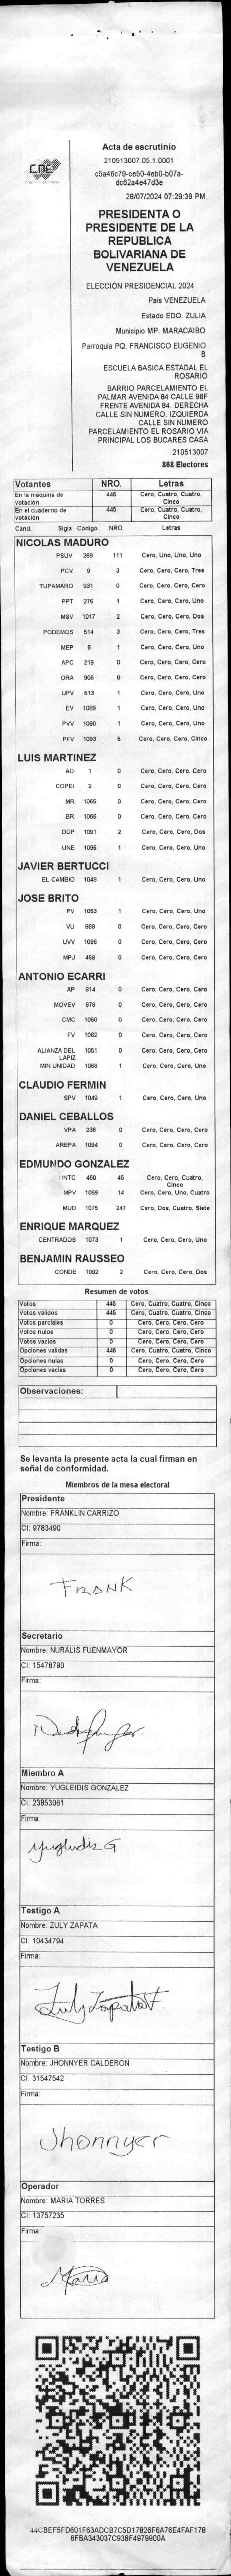 CNE
Acta de escrutinio
210513007.05.1.0001
c5a46c79-ce50-4eb0-b07a-
dc62a4e47d3e
28/07/2024 07:29:39 PM.
PRESIDENTA O
PRESIDENTE DE LA
REPUBLICA
BOLIVARIANA DE
VENEZUELA
ELECCIÓN PRESIDENCIAL 2024
Pais VENEZUELA
Estado EDO. ZULIA
Municipio MP. MARACAIBO
Parroquia PQ. FRANCISCO EUGENIO
B
ESCUELA BASICA ESTADAL EL
ROSARIO
BARRIO PARCELAMIENTO EL
PALMAR AVENIDA 84 CALLE 96F
FRENTE AVENIDA 84. DERECHA
CALLE SIN NUMERO. IZQUIERDA
CALLE SIN NUMERO
PARCELAMIENTO EL ROSARIO VIA
PRINCIPAL LOS BUCARES CASA
210513007
868 Electores
Votantes NRO. Letras
En la máquina de votación 445 Cero, Cuatro, Cuatro, Cinco
En el cuaderno de votación 445 Cero, Cuatro, Cuatro, Cinco
Cand. Sigla Código NRO. Letras
NICOLAS MADURO
PSUV 269 111 Cero, Uno, Uno, Uno
PCV 9 3 Cero, Cero, Cero, Tres
TUPAMARO 931 0 Cero, Cero, Cero, Cero
PPT 276 1 Cero, Cero, Cero, Uno
MSV 1017 2 Cero, Cero, Cero, Dos
PODEMOS 514 3 Cero, Cero, Cero, Tres
MEP 6 1 Cero, Cero, Cero, Uno
APC 219 0 Cero, Cero, Cero, Cero
ORA 906 0 Cero, Cero, Cero, Cero
UPV 513 1 Cero, Cero, Cero, Uno
EV 1089 1 Cero, Cero, Cero, Uno
PVV 1090 1 Cero, Cero, Cero, Uno
PFV 1093 5 Cero, Cero, Cero, Cinco
LUIS MARTINEZ
AD 1 0 Cero, Cero, Cero, Cero
COPEI 2 0 Cero, Cero, Cero, Cero
MR 1065 0 Cero, Cero, Cero, Cero
BR 1066 0 Cero, Cero, Cero, Cero
DDP 1091 2 Cero, Cero, Cero, Dos
UNE 1095 1 Cero, Cero, Cero, Uno
JAVIER BERTUCCI
EL CAMBIO 1048 1 Cero, Cero, Cero, Uno
JOSE BRITO
PV 1053 1 Cero, Cero, Cero, Uno
VU 969 0 Cero, Cero, Cero, Cero
UVV 1096 0 Cero, Cero, Cero, Cero
MPJ 458 0 Cero, Cero, Cero, Cero
ANTONIO ECARRI
AP 914 0 Cero, Cero, Cero, Cero
MOVEV 978 0 Cero, Cero, Cero, Cero
CMC 1050 0 Cero, Cero, Cero, Cero
FV 1062 0 Cero, Cero, Cero, Cero
ALIANZA DEL LAPIZ 1051 0 Cero, Cero, Cero, Cero
MIN UNIDAD 1068 1 Cero, Cero, Cero, Uno
CLAUDIO FERMIN
SPV 1049 1 Cero, Cero, Cero, Uno
DANIEL CEBALLOS
VPA 236 0 Cero, Cero, Cero, Cero
AREPA 1094 0 Cero, Cero, Cero, Cero
EDMUNDO GONZALEZ
UNTC 460 45 Cero, Cero, Cuatro, Cinco
MPV 1069 14 Cero, Cero, Uno, Cuatro
MUD 1075 247 Cero, Dos, Cuatro, Siete
ENRIQUE MARQUEZ
CENTRADOS 1073 1 Cero, Cero, Cero, Uno
BENJAMIN RAUSSEO
CONDE 1092 2 Cero, Cero, Cero, Dos
Resumen de votos
Votos 445 Cero, Cuatro, Cuatro, Cinco
Votos validos 445 Cero, Cuatro, Cuatro, Cinco
Votos parciales 0 Cero, Cero, Cero, Cero
Votos nulos 0 Cero, Cero, Cero, Cero
Votos vacios 0 Cero, Cero, Cero, Cero
Opciones validas 445 Cero, Cuatro, Cuatro, Cinco
Opciones nulas 0 Cero, Cero, Cero, Cero
Opciones vacias 0 Cero, Cero, Cero, Cero
Observaciones:
Se levanta la presente acta la cual firman en
señal de conformidad.
Miembros de la mesa electoral
Presidente
Nombre: FRANKLIN CARRIZO
CI: 9783490
Firma:
FRANK
Secretario
Nombre: NURALIS FUENMAYOR
CI: 15478790
Firma:
Miembro A
Nombre: YUGLEIDIS GONZALEZ
CI: 23853061
Firma:
Yugleidis G
Testigo A
Nombre: ZULY ZAPATA
CI: 10434794
Firma:
Zuly Zapata
Testigo B
Nombre: JHONNYER CALDERON
CI: 31547542
Firma:
Jhonnyer
Operador
Nombre: MARIA TORRES
CI: 13757235
Firma:
Maria
44CBEF5FD601F63ADCB7C5D17826F6A76E4FAF178
6FBA343037C938F4979900A